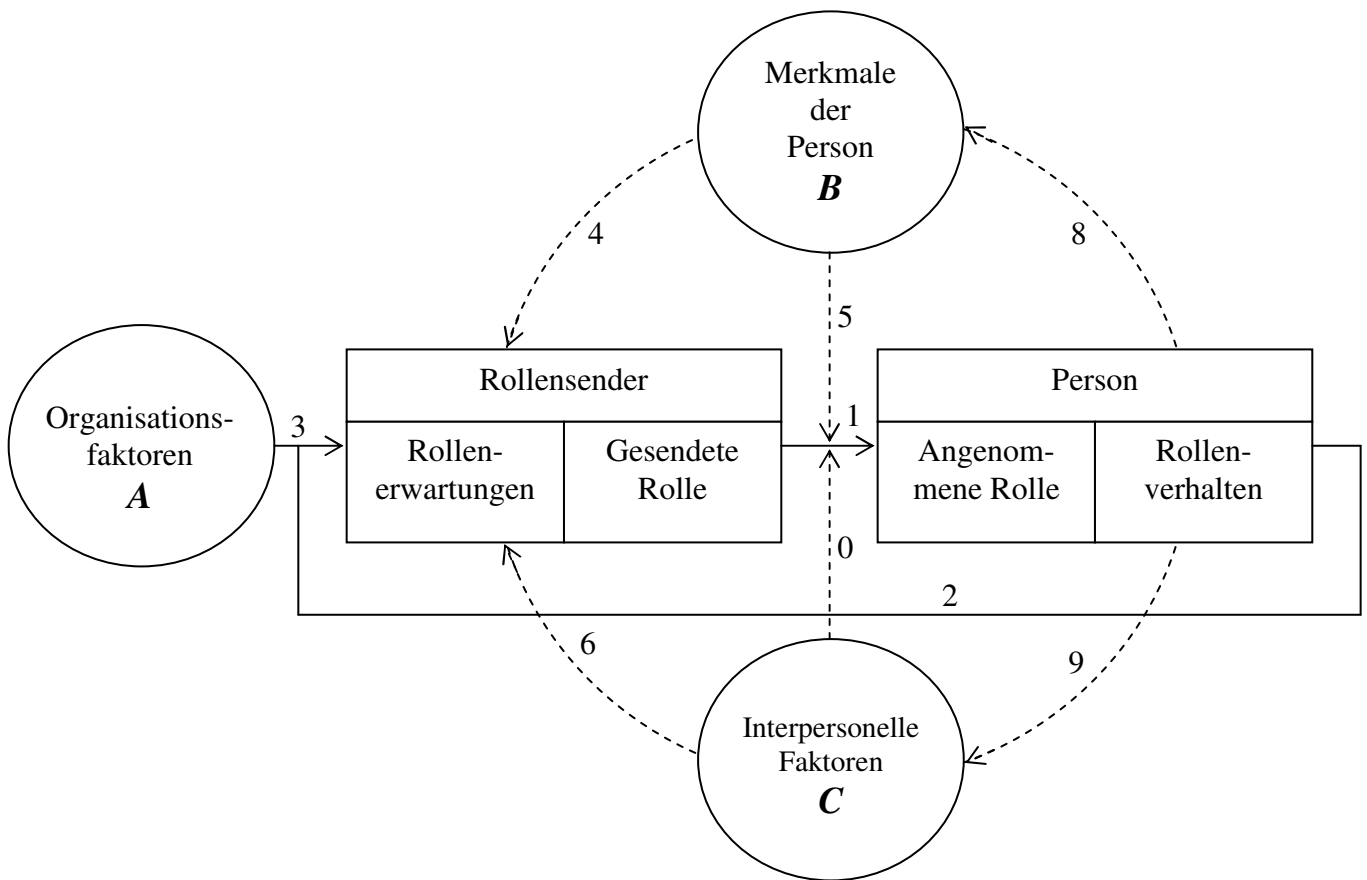 Merkmale
der
Person
B
4
8
5
Rollensender
Person
Organisations-
faktoren
A
3
1
Rollen-
erwartungen
Gesendete
Rolle
Angenom-
mene Rolle
Rollen-
verhalten
0
2
6
9
Interpersonelle
Faktoren
C